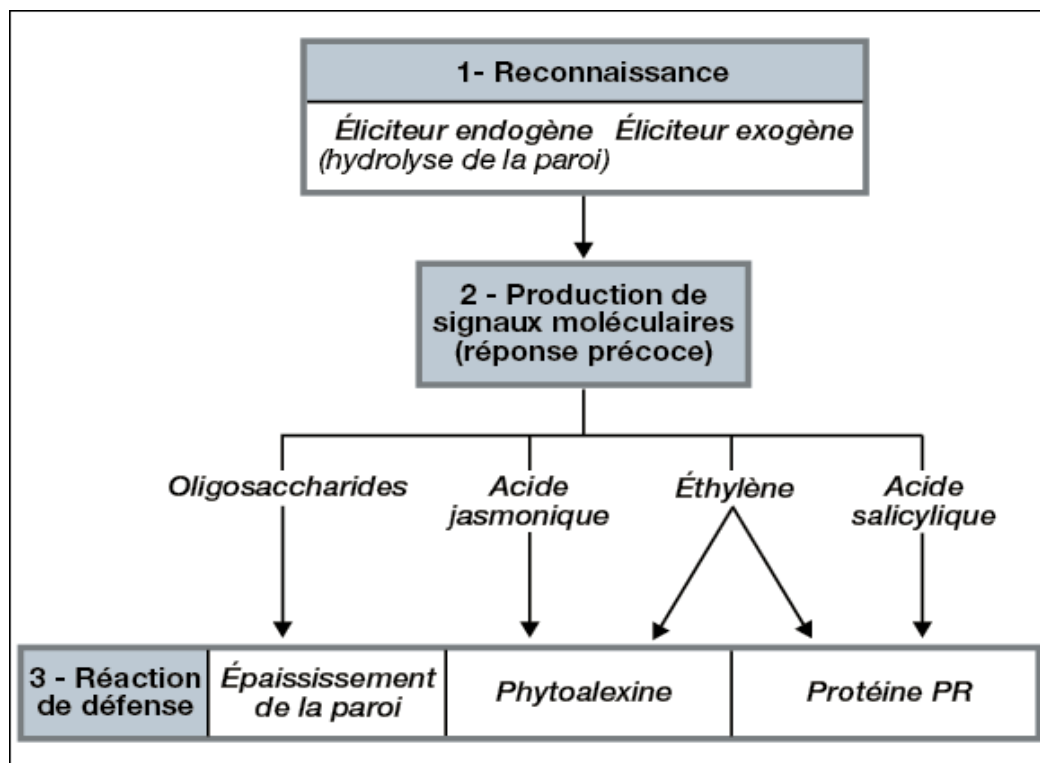 1- Reconnaissance
Éliciteur endogène Éliciteur exogène
(hydrolyse de la paroi)
2 - Production de
signaux moléculaires
(réponse précoce)
Oligosaccharides
Acide
jasmonique
Éthylène
Acide
salicylique
3 - Réaction
de défense
Épaississement
de la paroi
Phytoalexine
Protéine PR